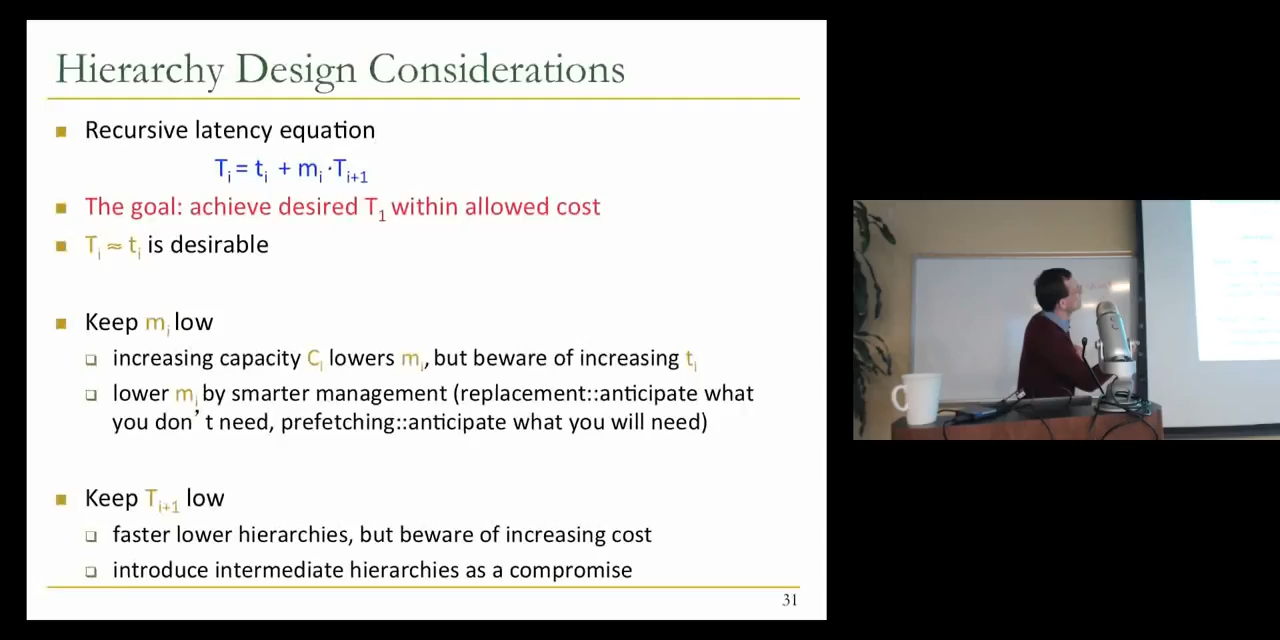 Hierarchy Design Considerations
Recursive latency equation
Tᵢ = tᵢ + mᵢ ·Tᵢ₊₁
The goal: achieve desired T₁ within allowed cost
Tᵢ ≈ tᵢ is desirable
Keep mᵢ low
increasing capacity Cᵢ lowers mᵢ, but beware of increasing tᵢ
lower mᵢ by smarter management (replacement::anticipate what
you don't need, prefetching::anticipate what you will need)
Keep Tᵢ₊₁ low
faster lower hierarchies, but beware of increasing cost
introduce intermediate hierarchies as a compromise
31